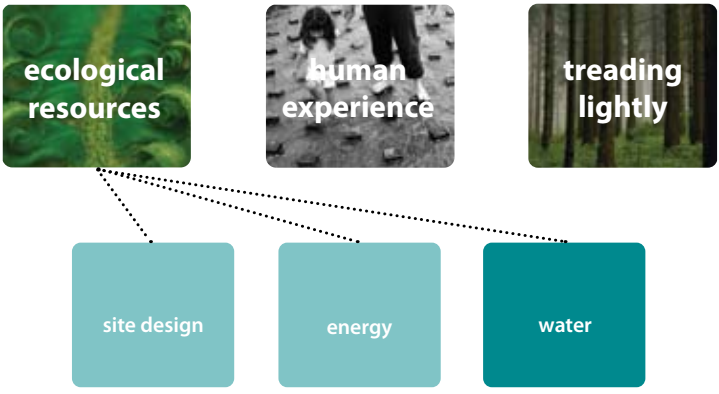 ecological
resources
human
experience
treading
lightly
site design
energy
water